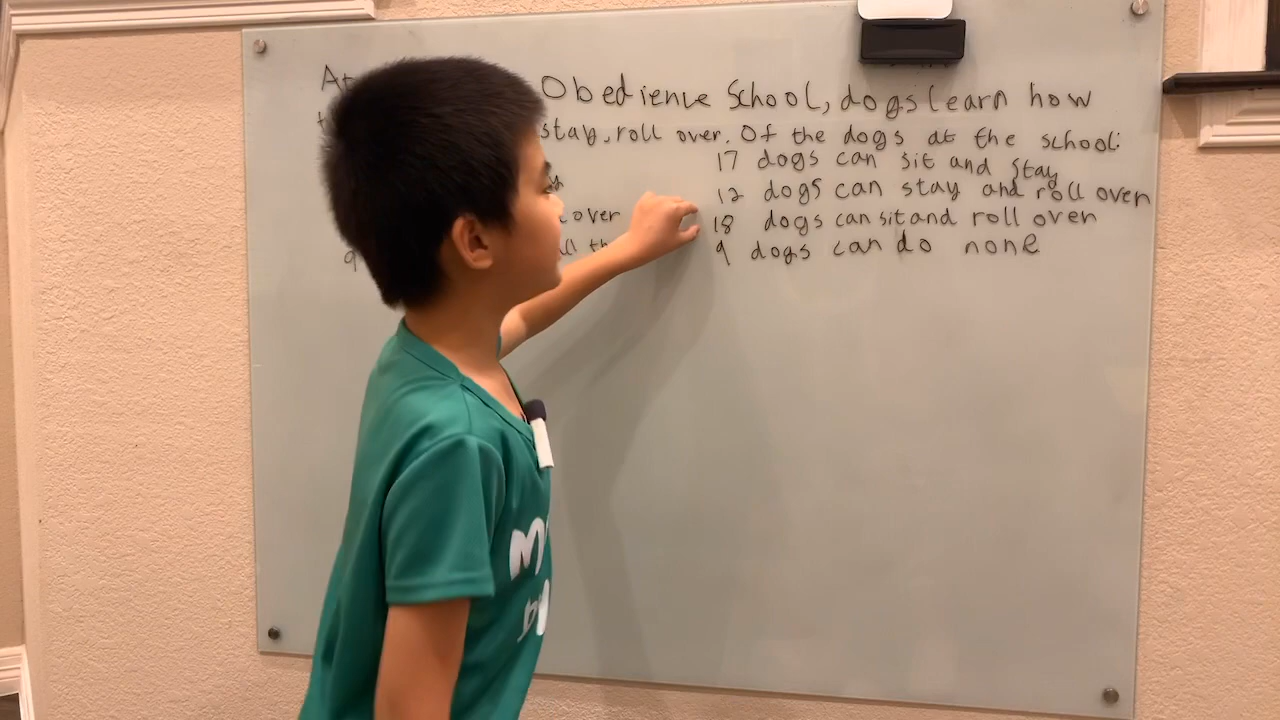 Obedience School, dogs learn how
stay, roll over. Of the dogs at the school:
17 dogs can sit and stay
12 dogs can stay and roll over
over
18 dogs can sit and roll over
9
9 dogs can do none